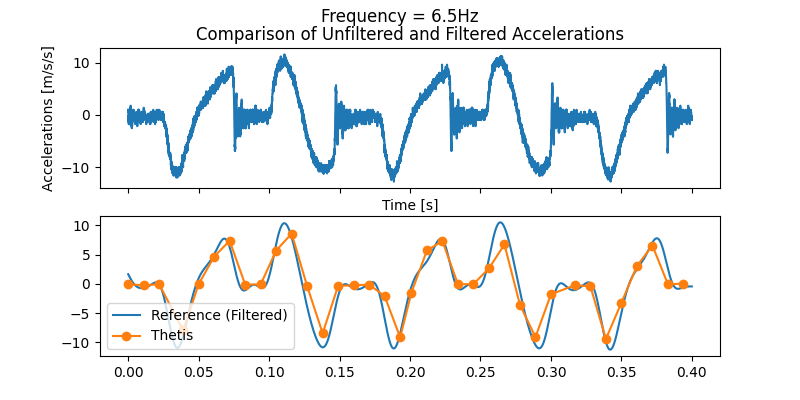 Frequency = 6.5Hz
Comparison of Unfiltered and Filtered Accelerations
Accelerations [m/s/s]
10
0
−10
Time [s]
10
5
0
−5
−10
Reference (Filtered)
Thetis
0.00 0.05 0.10 0.15 0.20 0.25 0.30 0.35 0.40